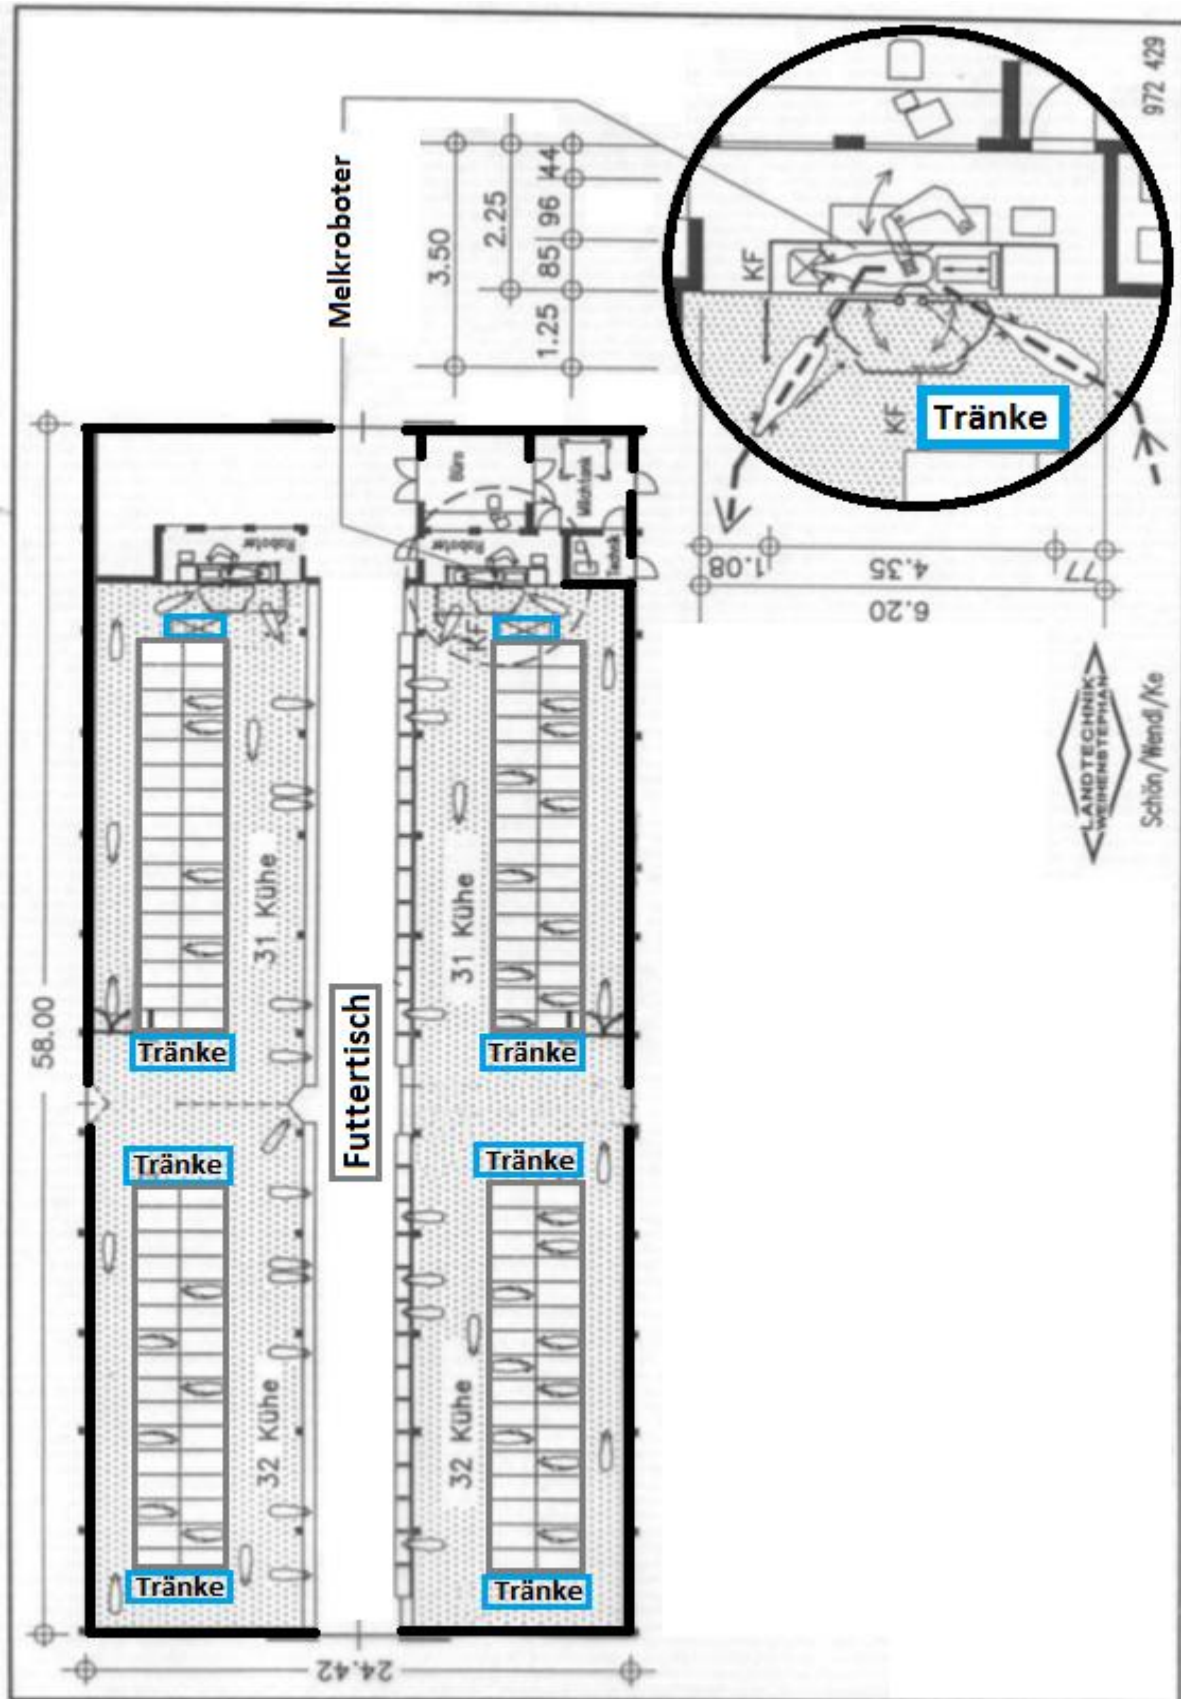 972 429
Melkroboter
3.50
2.25
1.25
85
96
44
KF
KF
Tränke
1.08
4.35
77
6.20
Büro
Milchtank
Roboter
Roboter
Technik
KF
LANDTECHNIK
WEIHENSTEPHAN
Schön/Wendl/Ke
31 Kühe
31 Kühe
58.00
Tränke
Tränke
Futtertisch
Tränke
Tränke
32 Kühe
32 Kühe
Tränke
Tränke
24.42